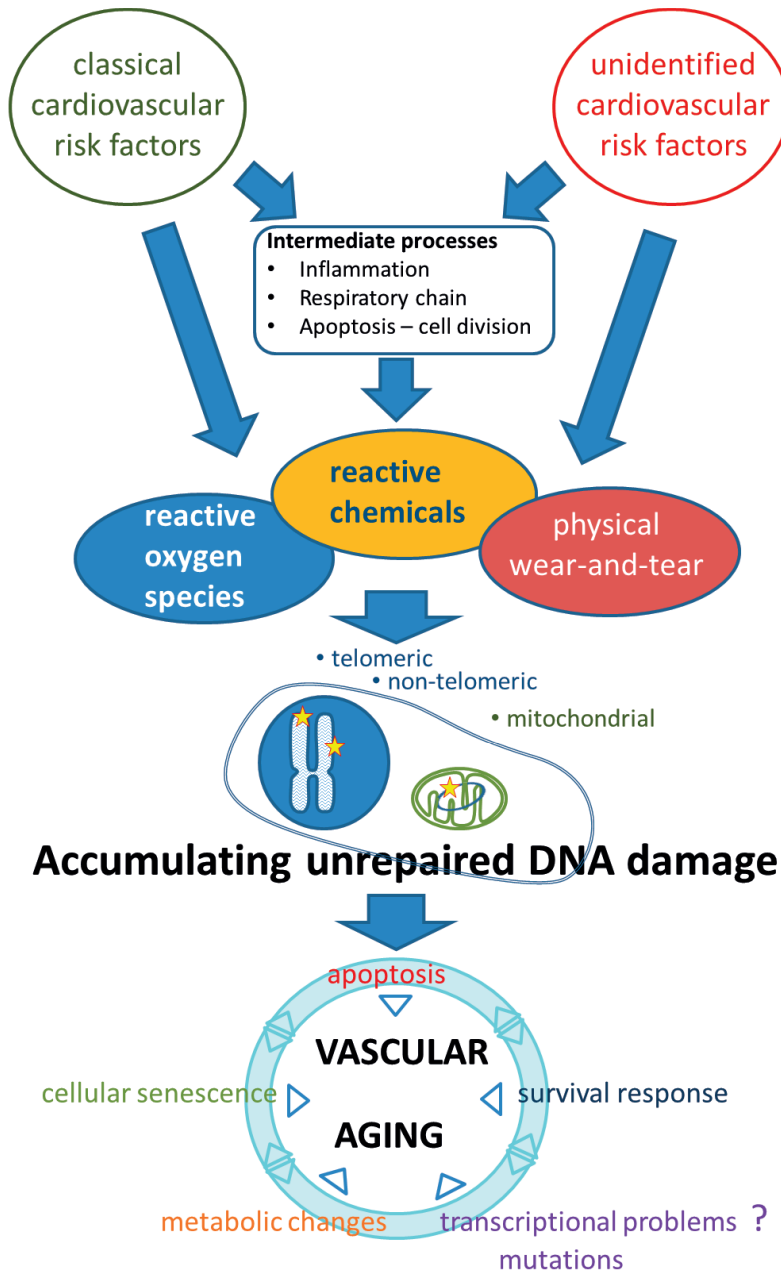 classical
cardiovascular
risk factors
unidentified
cardiovascular
risk factors
Intermediate processes
• Inflammation
• Respiratory chain
• Apoptosis – cell division
reactive
chemicals
reactive
oxygen
species
physical
wear-and-tear
• telomeric
• non-telomeric
• mitochondrial
Accumulating unrepaired DNA damage
apoptosis
VASCULAR
cellular senescence
survival response
AGING
metabolic changes
transcriptional problems ?
mutations